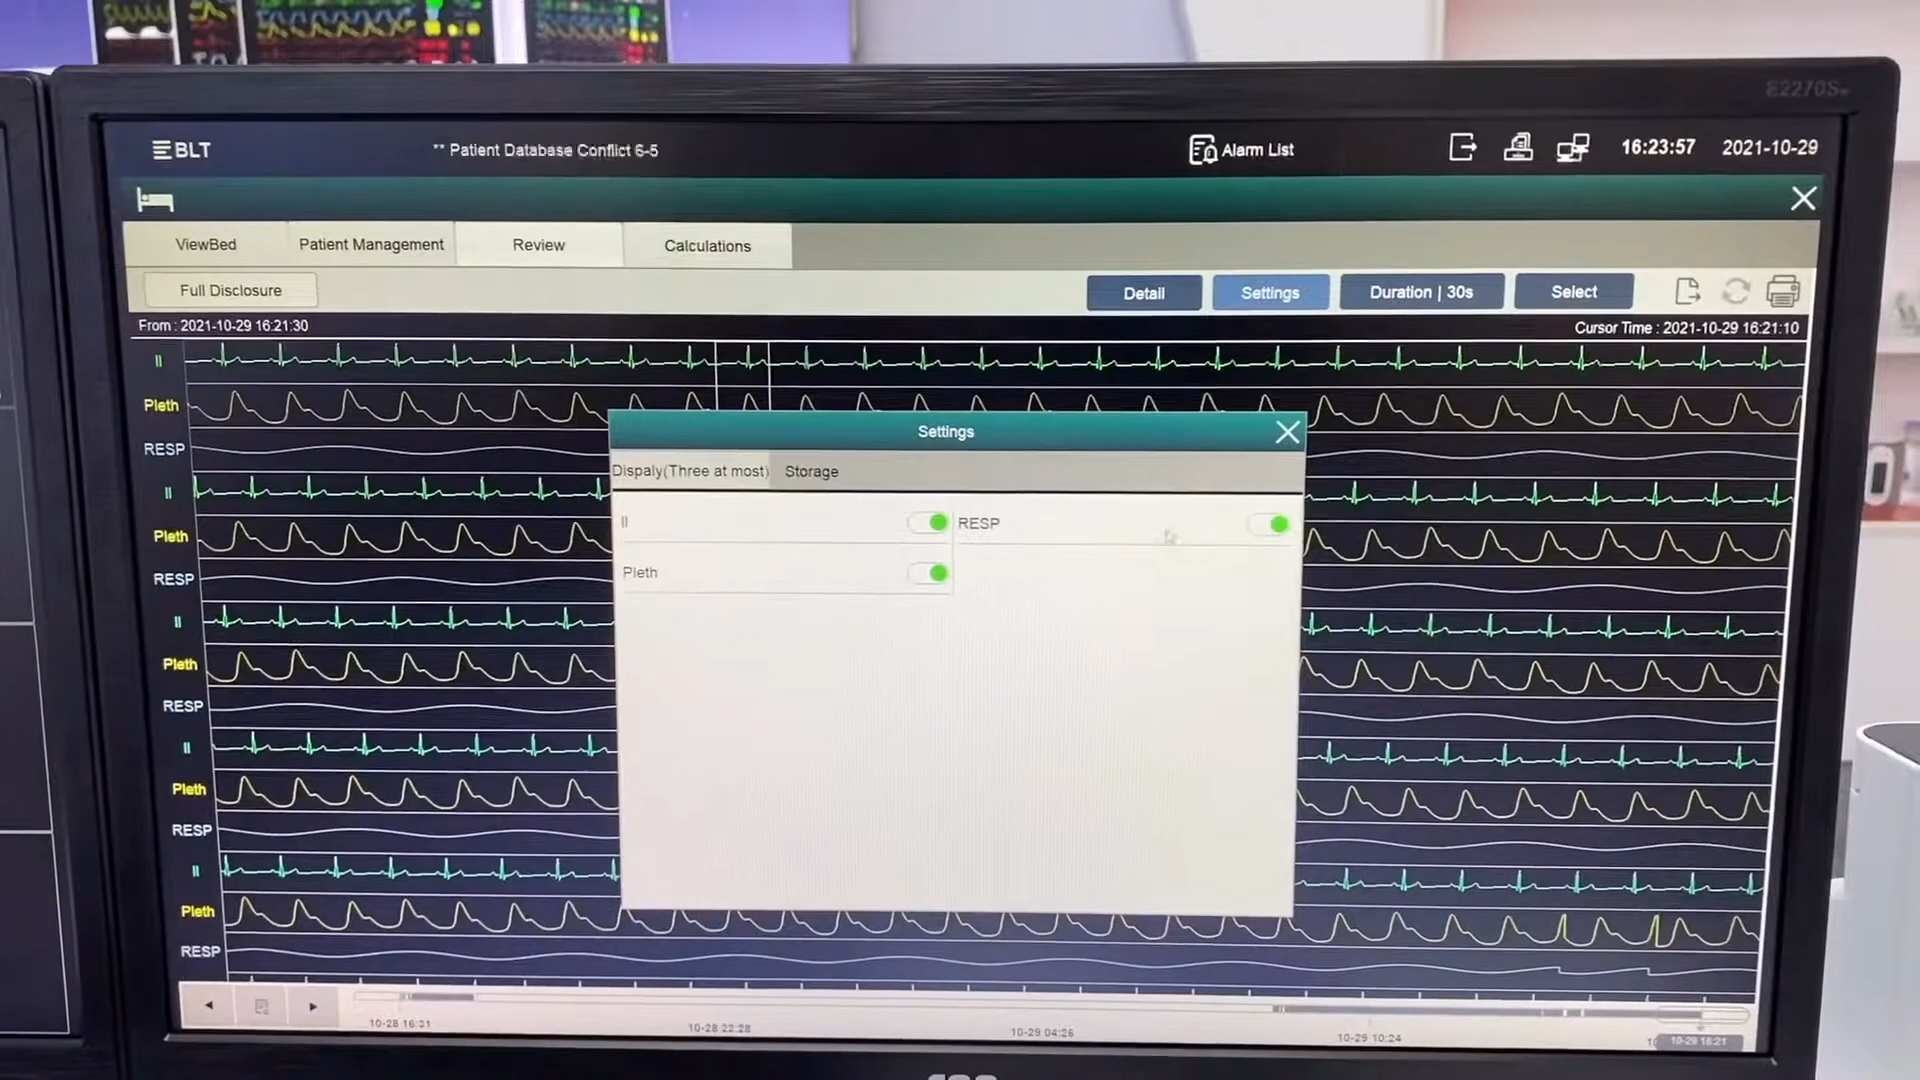 E2270S
BLT
** Patient Database Conflict 6-5
Alarm List
16:23:57
2021-10-29
ViewBed
Patient Management
Review
Calculations
Full Disclosure
Detail
Settings
Duration | 30s
Select
From : 2021-10-29 16:21:30
Cursor Time : 2021-10-29 16:21:10
II
Pleth
RESP
II
Pleth
RESP
II
Pleth
RESP
II
Pleth
RESP
II
Pleth
RESP
Settings
Dispaly(Three at most)
Storage
II
RESP
Pleth
10-28 16:31
10-28 22:28
10-29 04:26
10-29 10:24
10-29 16:21